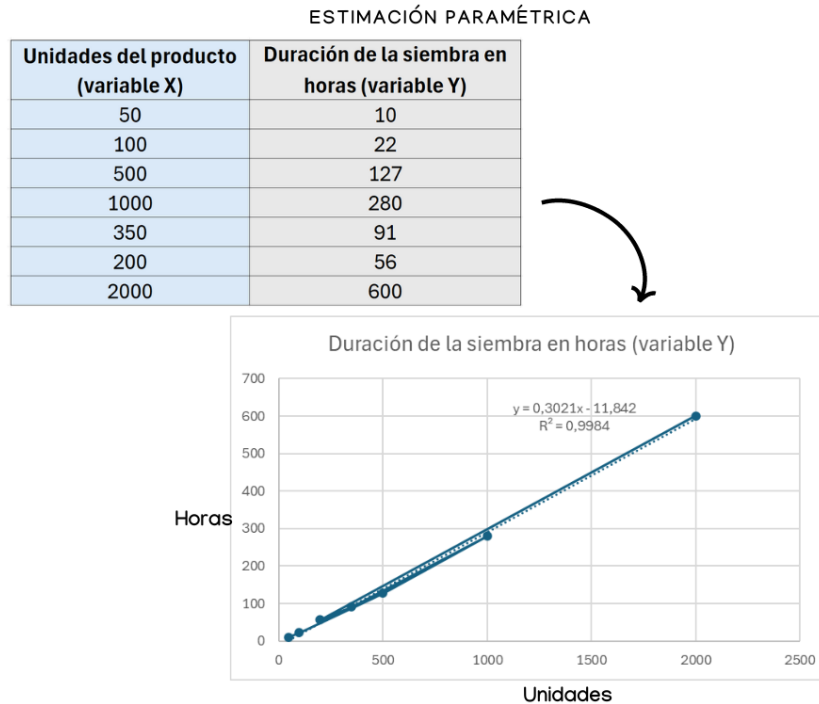 ESTIMACIÓN PARAMÉTRICA
Unidades del producto (variable X) Duración de la siembra en horas (variable Y)
50 10
100 22
500 127
1000 280
350 91
200 56
2000 600
Duración de la siembra en horas (variable Y)
700
600
500
400
300
200
100
0
y = 0,3021x - 11,842
R² = 0,9984
Horas
0 500 1000 1500 2000 2500
Unidades